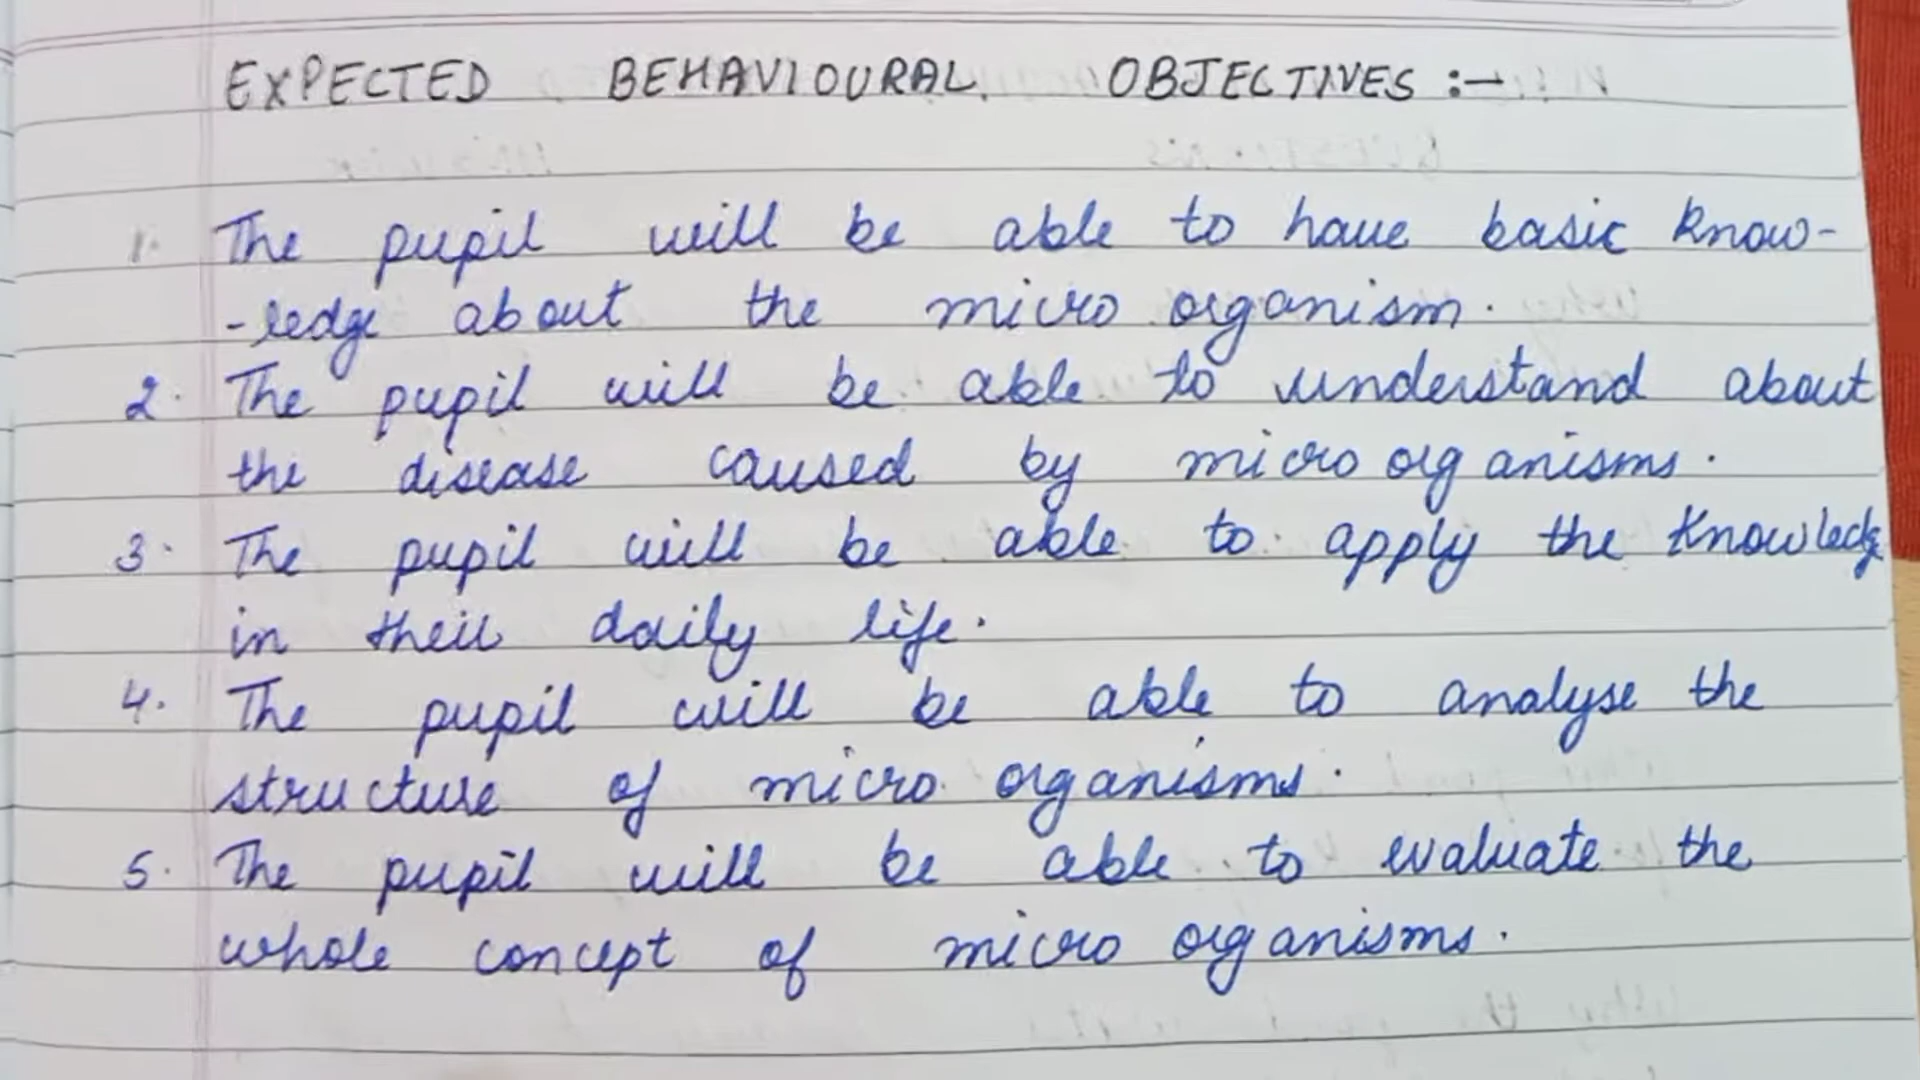 EXPECTED BEHAVIOURAL OBJECTIVES :-
1. The pupil will be able to have basic know-
-ledge about the micro organism.
2. The pupil will be able to understand about
the disease caused by micro organisms.
3. The pupil will be able to apply the knowledge
in their daily life.
4. The pupil will be able to analyse the
structure of micro organisms.
5. The pupil will be able to evaluate the
whole concept of micro organisms.